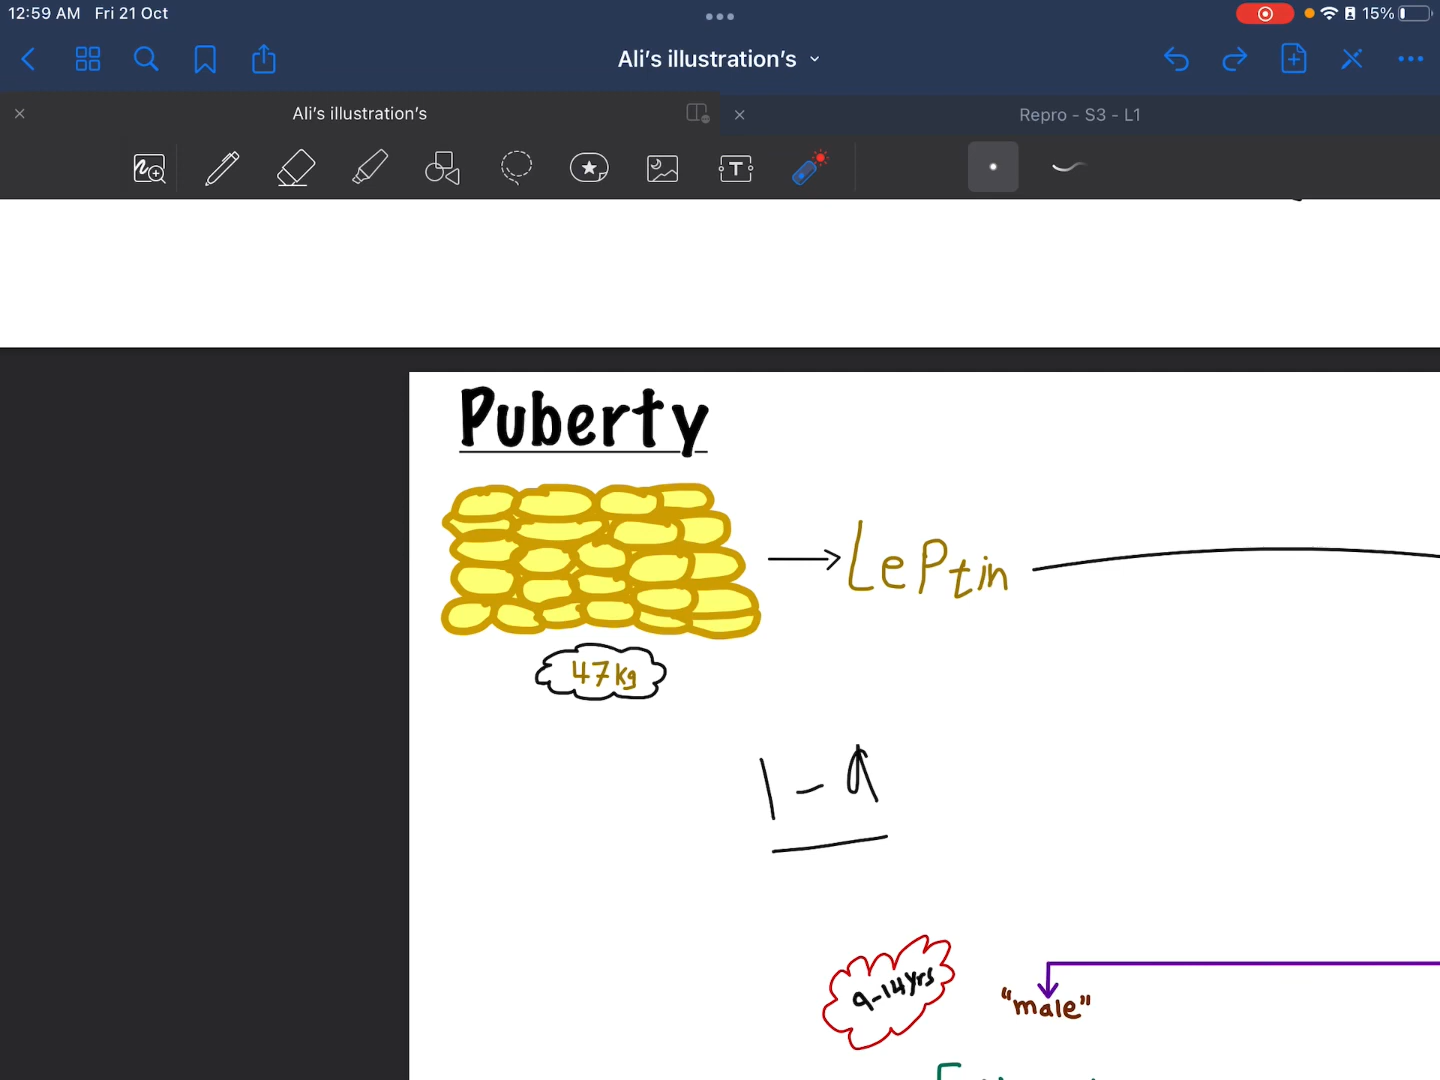 12:59 AM Fri 21 Oct
15%
Ali's illustration's
Ali's illustration's
Repro - S3 - L1
T
Puberty
LePtin
47kg
9-14yrs
"male"